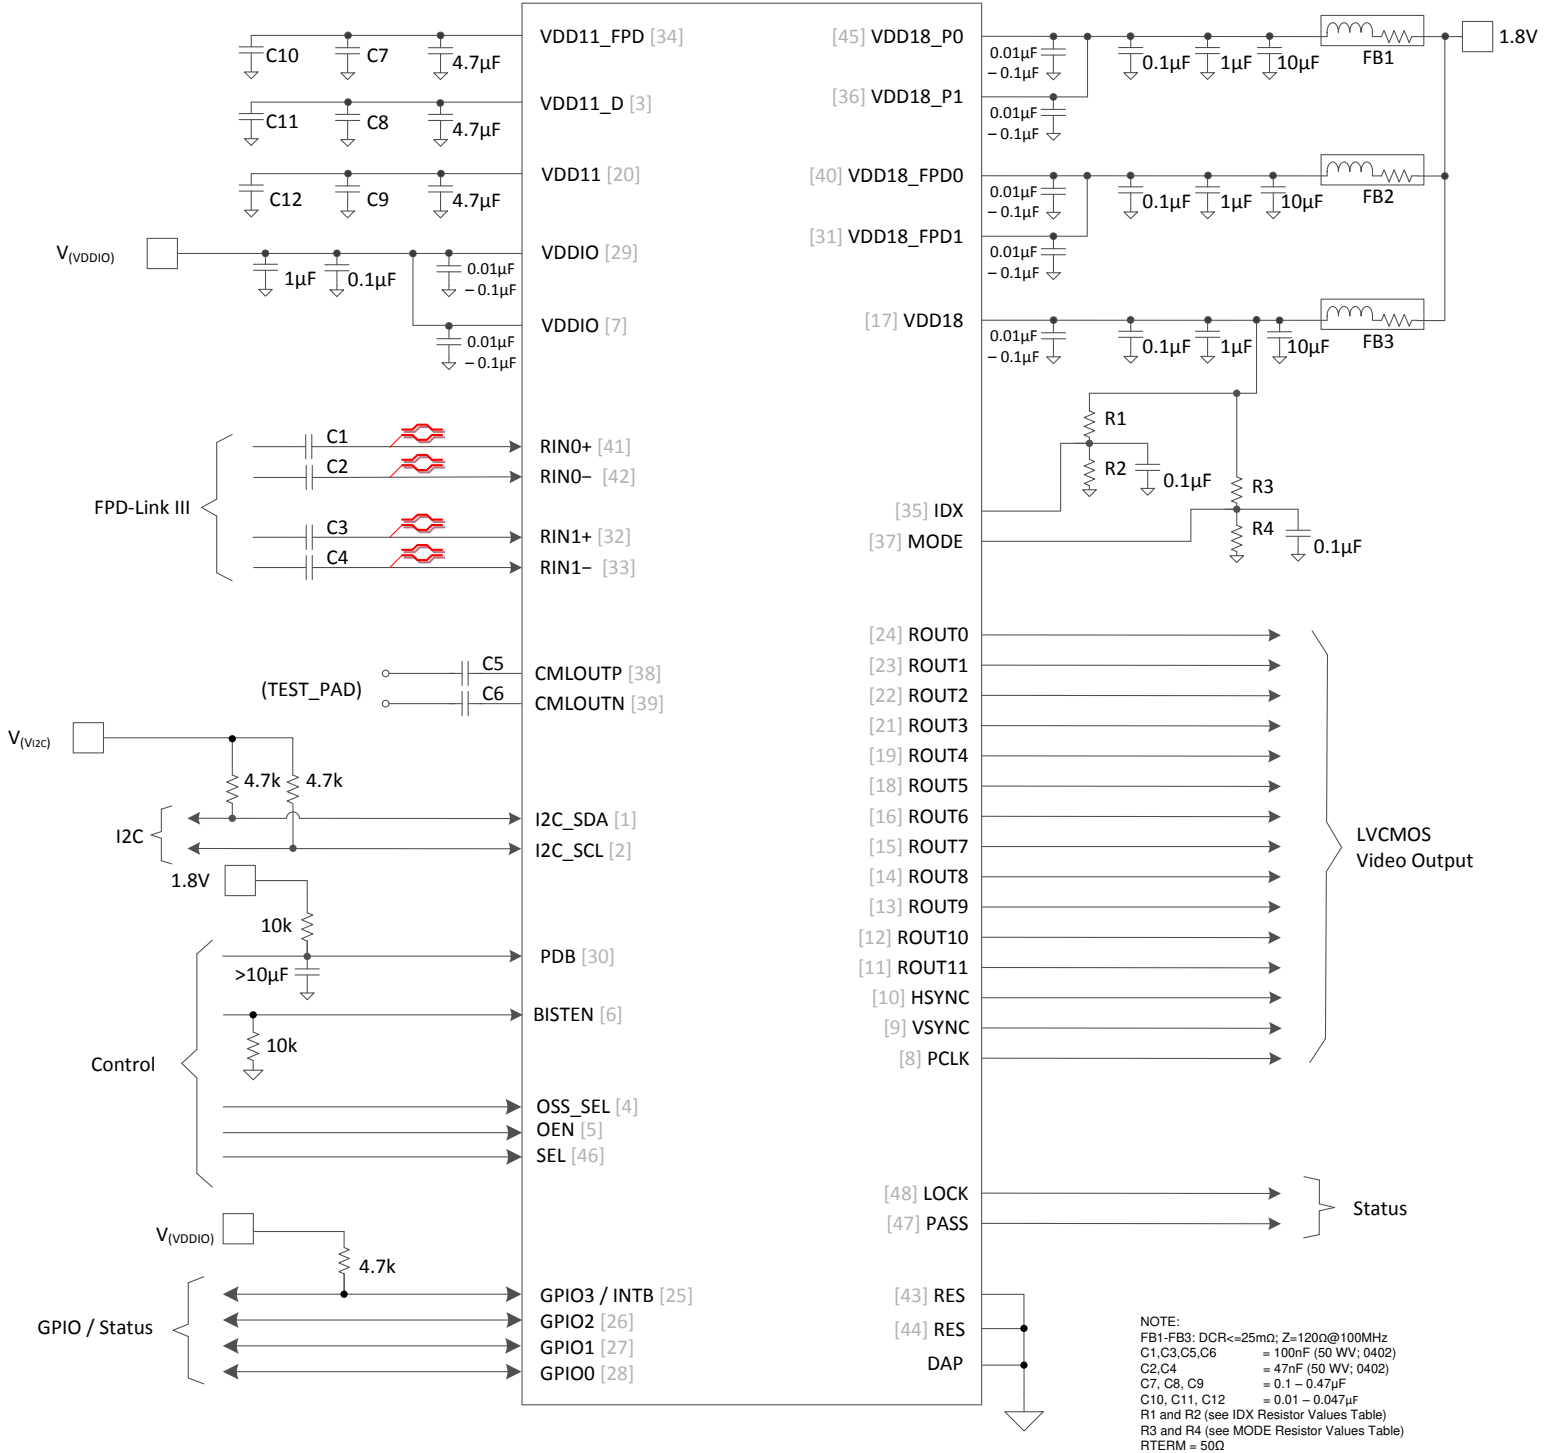 C10
C7
4.7µF
VDD11_FPD [34]
C11
C8
4.7µF
VDD11_D [3]
C12
C9
4.7µF
VDD11 [20]
V(VDDIO)
1µF
0.1µF
0.01µF
– 0.1µF
VDDIO [29]
0.01µF
– 0.1µF
VDDIO [7]
FPD-Link III
C1
RIN0+ [41]
C2
RIN0− [42]
C3
RIN1+ [32]
C4
RIN1− [33]
(TEST_PAD)
C5
CMLOUTP [38]
C6
CMLOUTN [39]
V(VI2C)
4.7k
4.7k
I2C
I2C_SDA [1]
I2C_SCL [2]
1.8V
10k
>10µF
PDB [30]
BISTEN [6]
10k
Control
OSS_SEL [4]
OEN [5]
SEL [46]
V(VDDIO)
4.7k
GPIO / Status
GPIO3 / INTB [25]
GPIO2 [26]
GPIO1 [27]
GPIO0 [28]
[45] VDD18_P0
0.01µF
– 0.1µF
0.1µF
1µF
10µF
FB1
1.8V
[36] VDD18_P1
0.01µF
– 0.1µF
[40] VDD18_FPD0
0.01µF
– 0.1µF
0.1µF
1µF
10µF
FB2
[31] VDD18_FPD1
0.01µF
– 0.1µF
[17] VDD18
0.01µF
– 0.1µF
0.1µF
1µF
10µF
FB3
R1
R2
0.1µF
R3
R4
0.1µF
[35] IDX
[37] MODE
[24] ROUT0
[23] ROUT1
[22] ROUT2
[21] ROUT3
[19] ROUT4
[18] ROUT5
[16] ROUT6
[15] ROUT7
[14] ROUT8
[13] ROUT9
[12] ROUT10
[11] ROUT11
[10] HSYNC
[9] VSYNC
[8] PCLK
LVCMOS
Video Output
[48] LOCK
[47] PASS
Status
[43] RES
[44] RES
DAP
NOTE:
FB1-FB3: DCR<=25mΩ; Z=120Ω@100MHz
C1,C3,C5,C6 = 100nF (50 WV; 0402)
C2,C4 = 47nF (50 WV; 0402)
C7, C8, C9 = 0.1 – 0.47µF
C10, C11, C12 = 0.01 – 0.047µF
R1 and R2 (see IDX Resistor Values Table)
R3 and R4 (see MODE Resistor Values Table)
RTERM = 50Ω